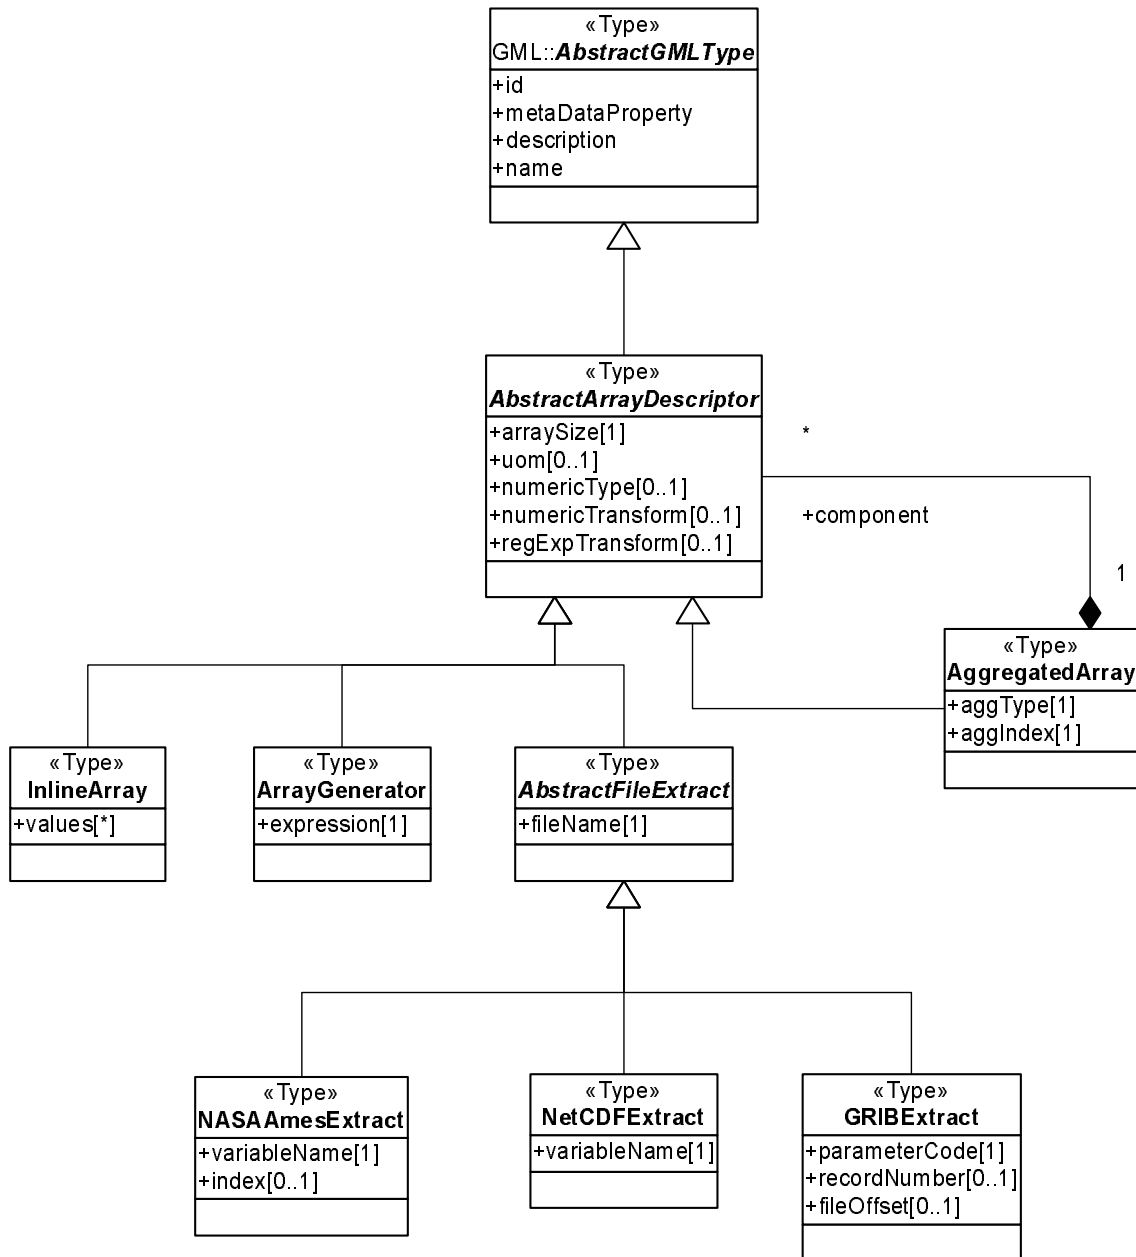 «Type»
GML::AbstractGMLType
+id
+metaDataProperty
+description
+name
«Type»
AbstractArrayDescriptor
+arraySize[1]
+uom[0..1]
+numericType[0..1]
+numericTransform[0..1]
+regExpTransform[0..1]
*
+component
1
«Type»
AggregatedArray
+aggType[1]
+aggIndex[1]
«Type»
InlineArray
+values[*]
«Type»
ArrayGenerator
+expression[1]
«Type»
AbstractFileExtract
+fileName[1]
«Type»
NASAAmesExtract
+variableName[1]
+index[0..1]
«Type»
NetCDFExtract
+variableName[1]
«Type»
GRIBExtract
+parameterCode[1]
+recordNumber[0..1]
+fileOffset[0..1]